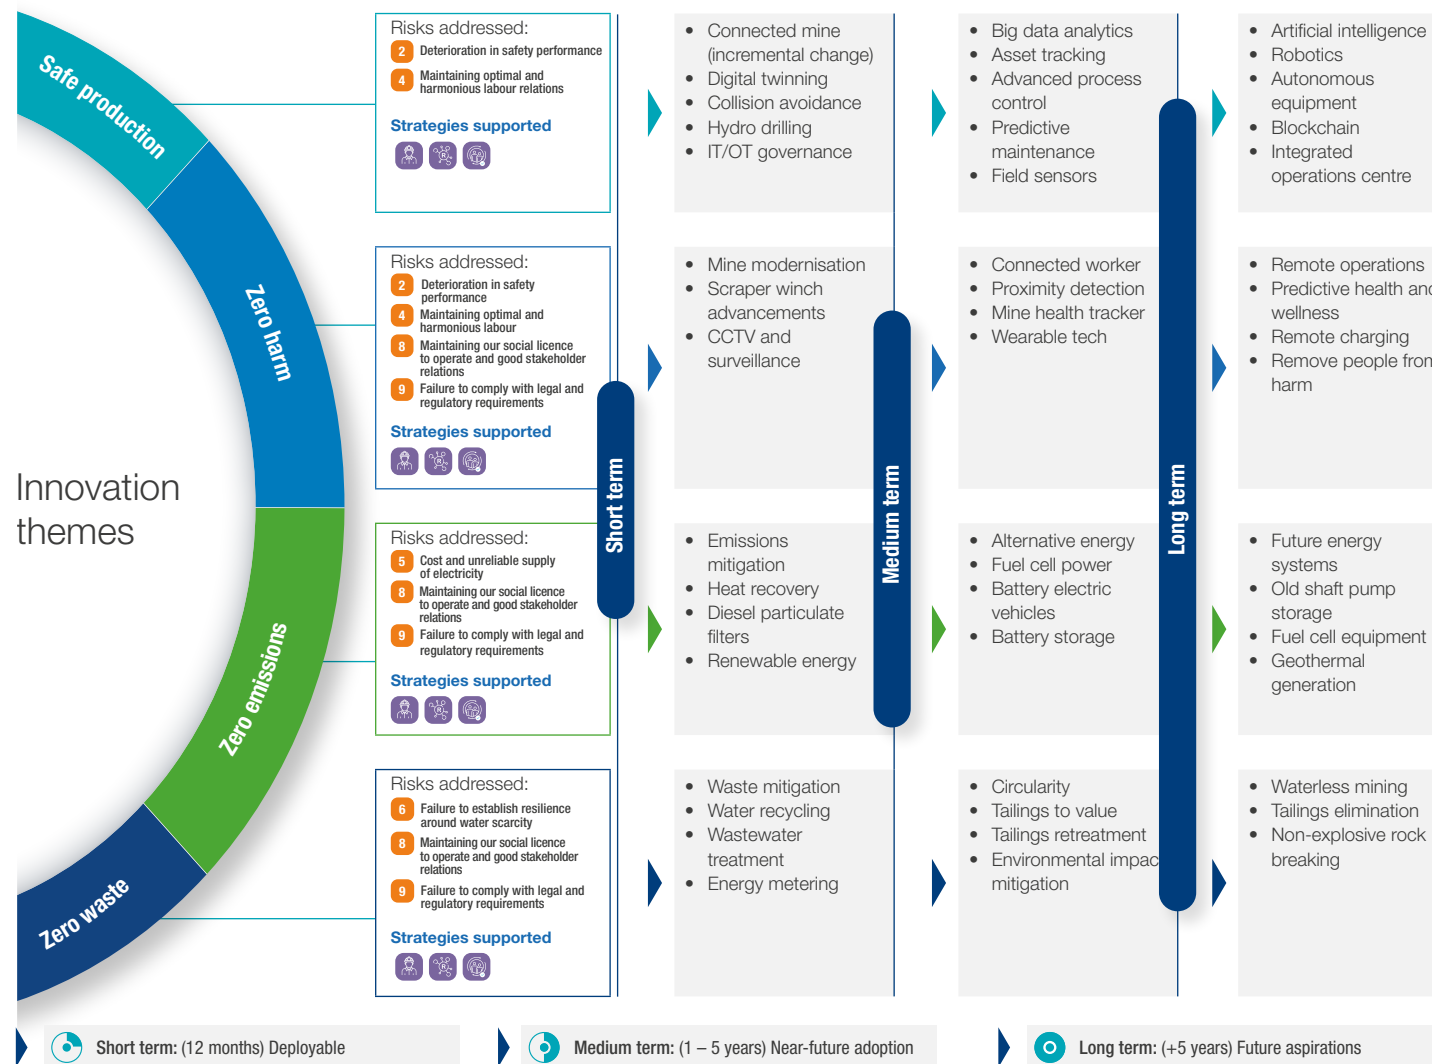 Innovation
themes
Safe production
Risks addressed:
2 Deterioration in safety performance
4 Maintaining optimal and
harmonious labour relations
Strategies supported
R
• Connected mine
(incremental change)
• Digital twinning
• Collision avoidance
• Hydro drilling
• IT/OT governance
• Big data analytics
• Asset tracking
• Advanced process
control
• Predictive
maintenance
• Field sensors
• Artificial intelligence
• Robotics
• Autonomous
equipment
• Blockchain
• Integrated
operations centre
Zero harm
Risks addressed:
2 Deterioration in safety
performance
4 Maintaining optimal and
harmonious labour
8 Maintaining our social licence
to operate and good stakeholder
relations
9 Failure to comply with legal and
regulatory requirements
Strategies supported
R
• Mine modernisation
• Scraper winch
advancements
• CCTV and
surveillance
• Connected worker
• Proximity detection
• Mine health tracker
• Wearable tech
• Remote operations
• Predictive health and
wellness
• Remote charging
• Remove people from
harm
Short term
Medium term
Long term
Zero emissions
Risks addressed:
5 Cost and unreliable supply
of electricity
8 Maintaining our social licence
to operate and good stakeholder
relations
9 Failure to comply with legal and
regulatory requirements
Strategies supported
R
• Emissions
mitigation
• Heat recovery
• Diesel particulate
filters
• Renewable energy
• Alternative energy
• Fuel cell power
• Battery electric
vehicles
• Battery storage
• Future energy
systems
• Old shaft pump
storage
• Fuel cell equipment
• Geothermal
generation
Zero waste
Risks addressed:
6 Failure to establish resilience
around water scarcity
8 Maintaining our social licence
to operate and good stakeholder
relations
9 Failure to comply with legal and
regulatory requirements
Strategies supported
R
• Waste mitigation
• Water recycling
• Wastewater
treatment
• Energy metering
• Circularity
• Tailings to value
• Tailings retreatment
• Environmental impac
mitigation
• Waterless mining
• Tailings elimination
• Non-explosive rock
breaking
Short term: (12 months) Deployable
Medium term: (1 – 5 years) Near-future adoption
Long term: (+5 years) Future aspirations